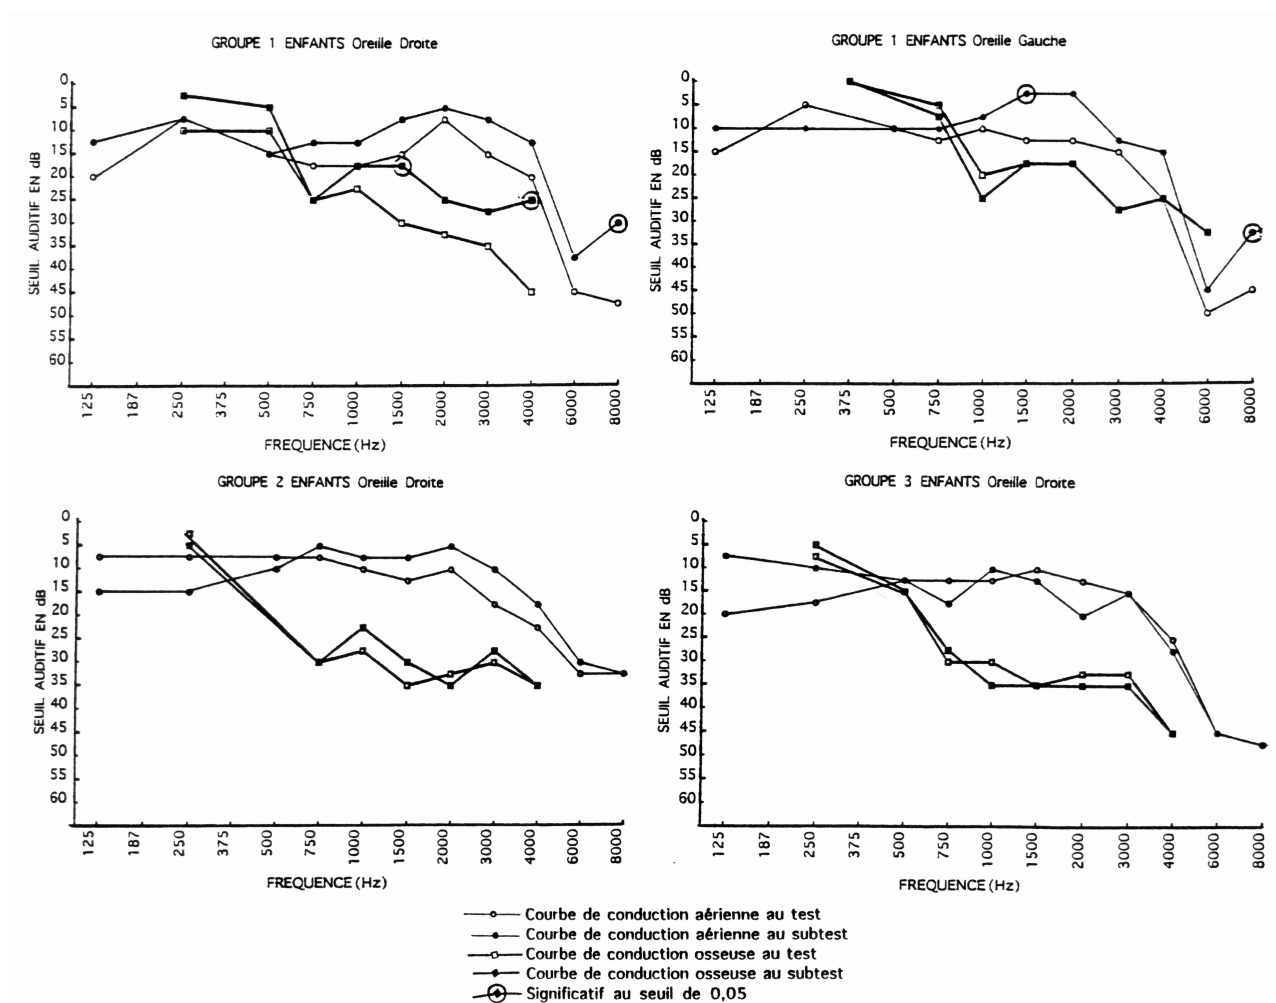 GROUPE 1 ENFANTS Oreille Droite
SEUIL AUDITIF EN dB
0
5
10
15
20
25
30
35
40
45
50
55
60
125 187 250 375 500 750 1000 1500 2000 3000 4000 6000 8000
FREQUENCE (Hz)
GROUPE 1 ENFANTS Oreille Gauche
SEUIL AUDITIF EN dB
0
5
10
15
20
25
30
35
40
45
50
55
60
125 187 250 375 500 750 1000 1500 2000 3000 4000 6000 8000
FREQUENCE (Hz)
GROUPE 2 ENFANTS Oreille Droite
SEUIL AUDITIF EN dB
0
5
10
15
20
25
30
35
40
45
50
55
60
125 187 250 375 500 750 1000 1500 2000 3000 4000 6000 8000
FREQUENCE (Hz)
GROUPE 3 ENFANTS Oreille Droite
SEUIL AUDITIF EN dB
0
5
10
15
20
25
30
35
40
45
50
55
60
125 187 250 375 500 750 1000 1500 2000 3000 4000 6000 8000
FREQUENCE (Hz)
Courbe de conduction aérienne au test
Courbe de conduction aérienne au subtest
Courbe de conduction osseuse au test
Courbe de conduction osseuse au subtest
Significatif au seuil de 0,05